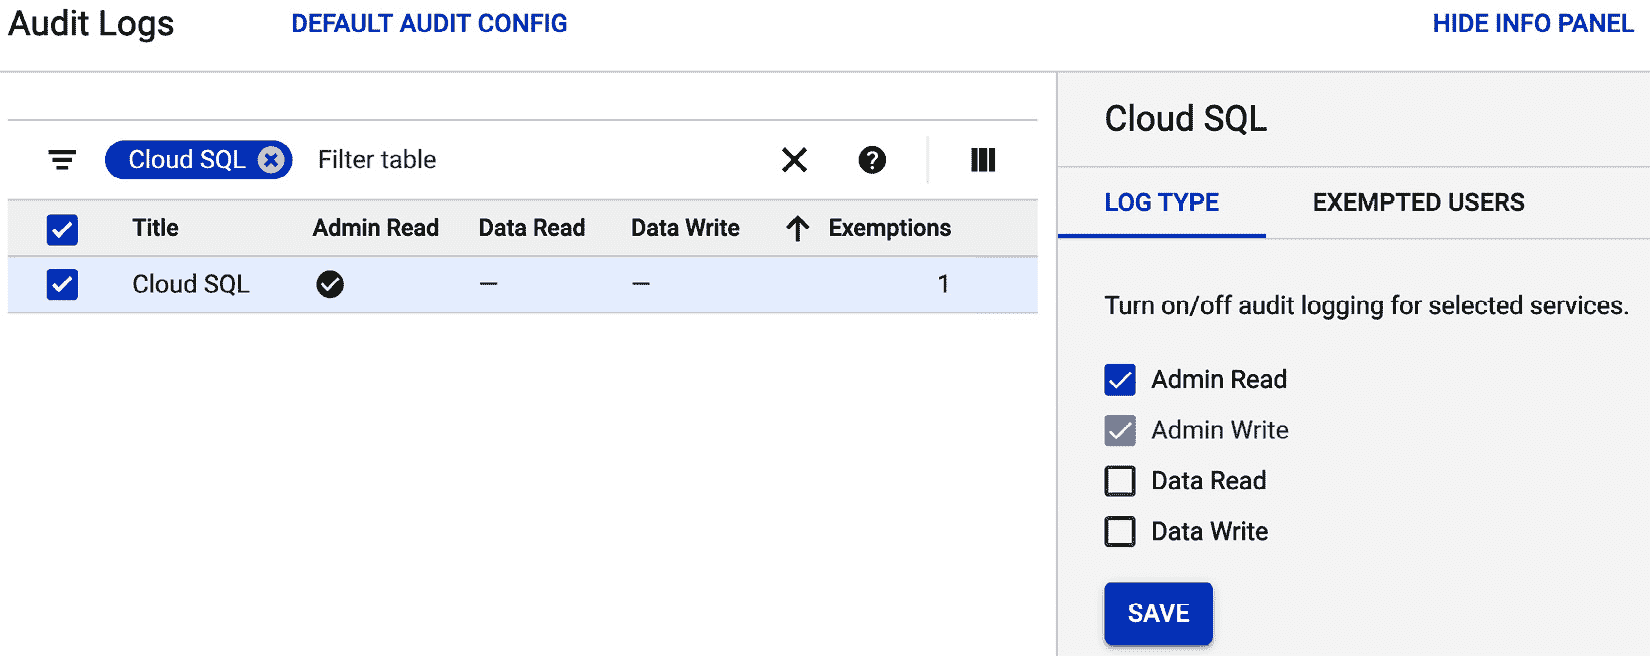 Audit Logs DEFAULT AUDIT CONFIG HIDE INFO PANEL
Cloud SQL Filter table
Title Admin Read Data Read Data Write Exemptions
Cloud SQL – – 1
Cloud SQL
LOG TYPE EXEMPTED USERS
Turn on/off audit logging for selected services.
Admin Read
Admin Write
Data Read
Data Write
SAVE